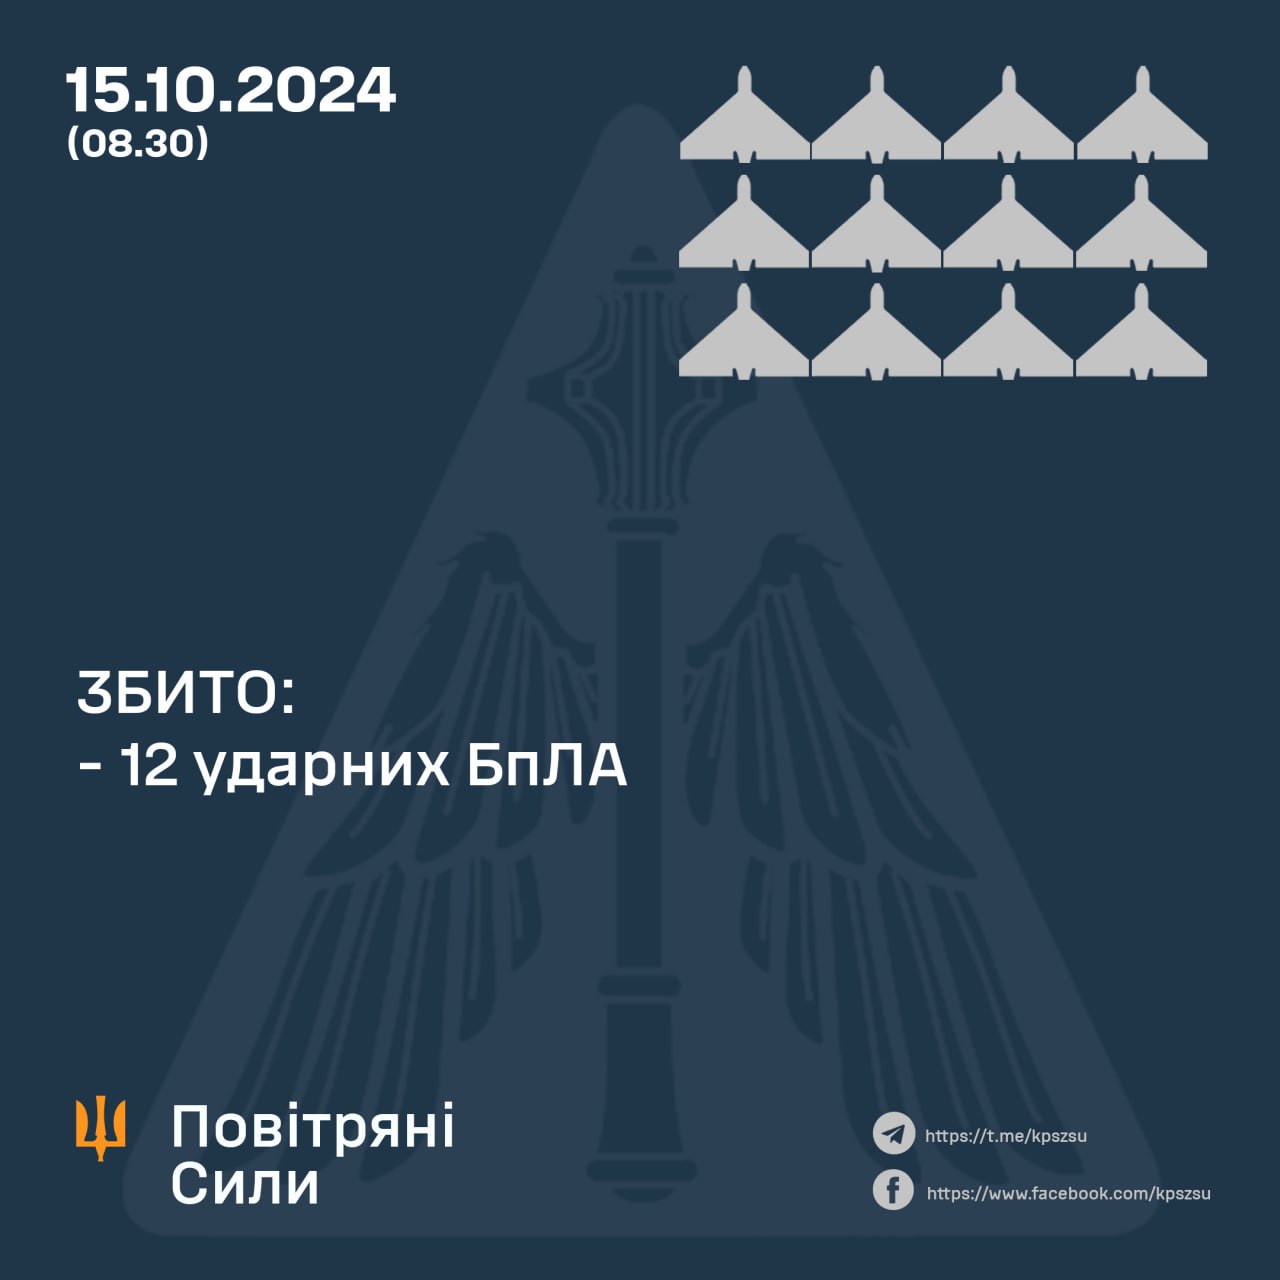 15.10.2024
(08.30)
ЗБИТО:
- 12 ударних БпЛА
Повітряні
Сили
https://t.me/kpszsu
https://www.facebook.com/kpszsu